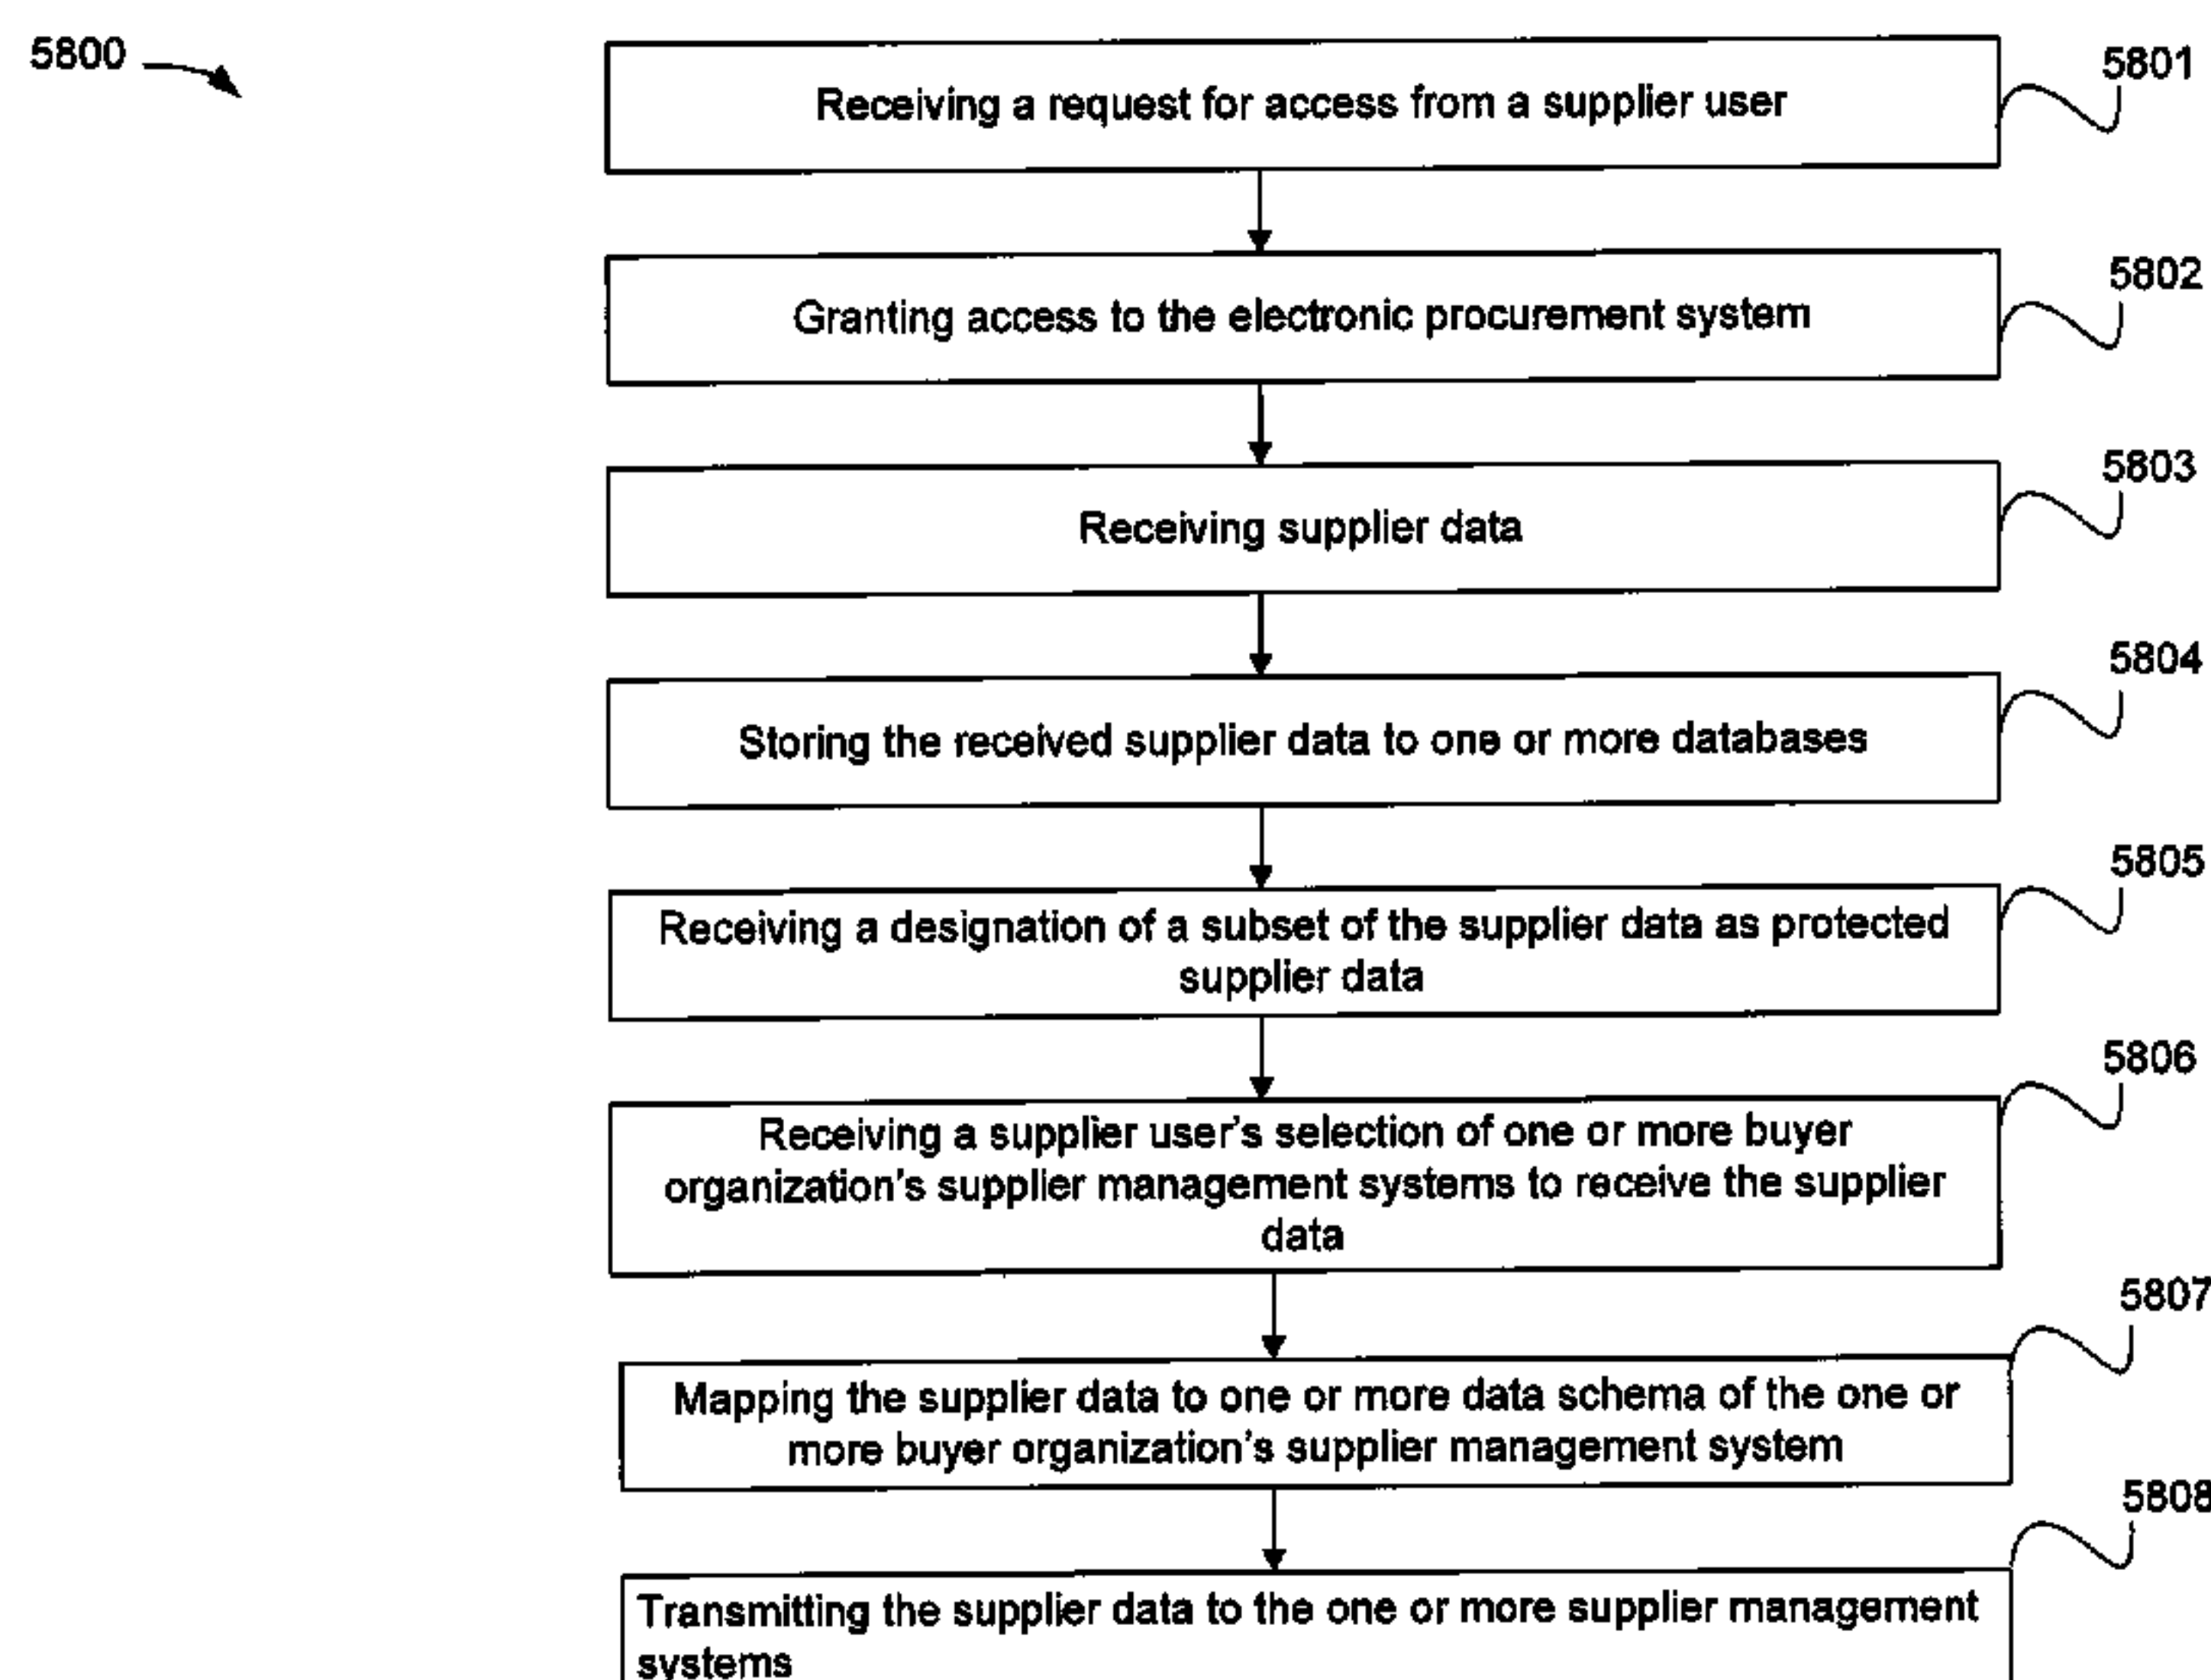 5800
Receiving a request for access from a supplier user
5801
Granting access to the electronic procurement system
5802
Receiving supplier data
5803
Storing the received supplier data to one or more databases
5804
Receiving a designation of a subset of the supplier data as protected
supplier data
5805
Receiving a supplier user's selection of one or more buyer
organization's supplier management systems to receive the supplier
data
5806
Mapping the supplier data to one or more data schema of the one or
more buyer organization's supplier management system
5807
Transmitting the supplier data to the one or more supplier management
systems
5808